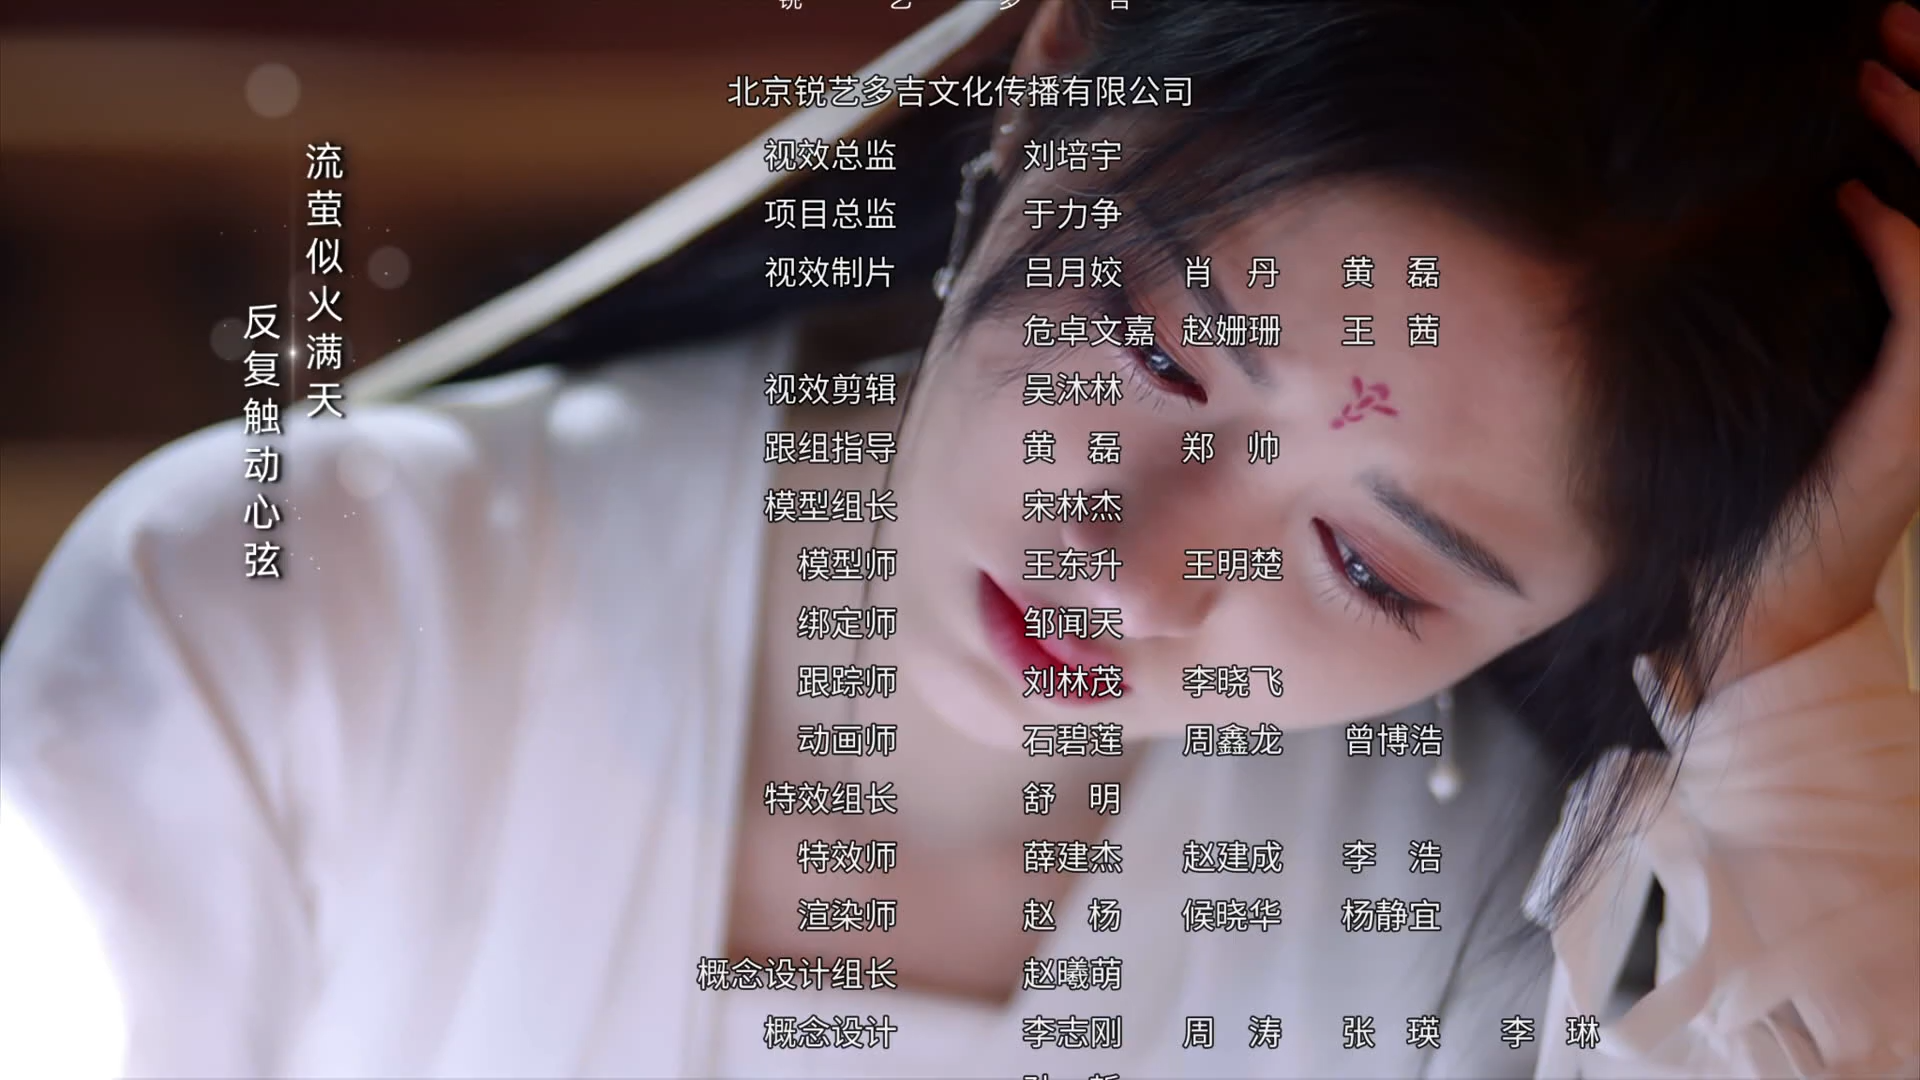 锐 艺 多 吉
北京锐艺多吉文化传播有限公司
流萤似火满天
反复触动心弦
视效总监 刘培宇
项目总监 于力争
视效制片 吕月姣 肖 丹 黄 磊
危卓文嘉 赵姗珊 王 茜
视效剪辑 吴沐林
跟组指导 黄 磊 郑 帅
模型组长 宋林杰
模型师 王东升 王明楚
绑定师 邹闻天
跟踪师 刘林茂 李晓飞
动画师 石碧莲 周鑫龙 曾博浩
特效组长 舒 明
特效师 薛建杰 赵建成 李 浩
渲染师 赵 杨 候晓华 杨静宜
概念设计组长 赵曦萌
概念设计 李志刚 周 涛 张 瑛 李 琳